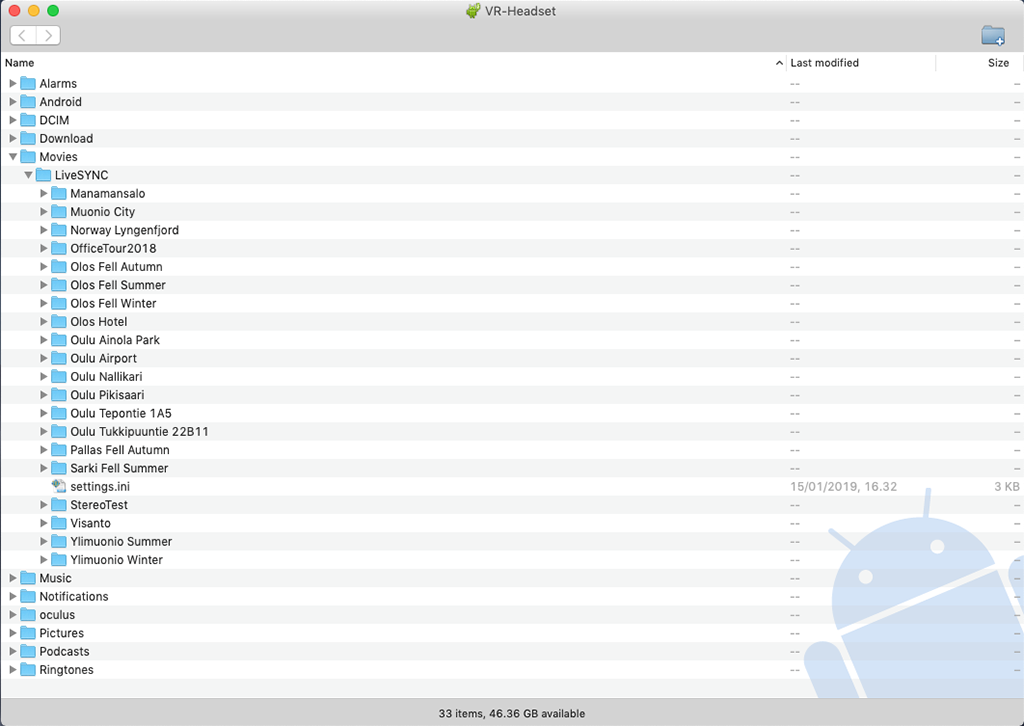 VR-Headset
Name Last modified Size
Alarms -- --
Android -- --
DCIM -- --
Download -- --
Movies -- --
LiveSYNC -- --
Manamansalo -- --
Muonio City -- --
Norway Lyngenfjord -- --
OfficeTour2018 -- --
Olos Fell Autumn -- --
Olos Fell Summer -- --
Olos Fell Winter -- --
Olos Hotel -- --
Oulu Ainola Park -- --
Oulu Airport -- --
Oulu Nallikari -- --
Oulu Pikisaari -- --
Oulu Tepontie 1A5 -- --
Oulu Tukkipuuntie 22B11 -- --
Pallas Fell Autumn -- --
Sarki Fell Summer -- --
settings.ini 15/01/2019, 16.32 3 KB
StereoTest -- --
Visanto -- --
Ylimuonio Summer -- --
Ylimuonio Winter -- --
Music -- --
Notifications -- --
oculus -- --
Pictures -- --
Podcasts -- --
Ringtones -- --
33 items, 46.36 GB available